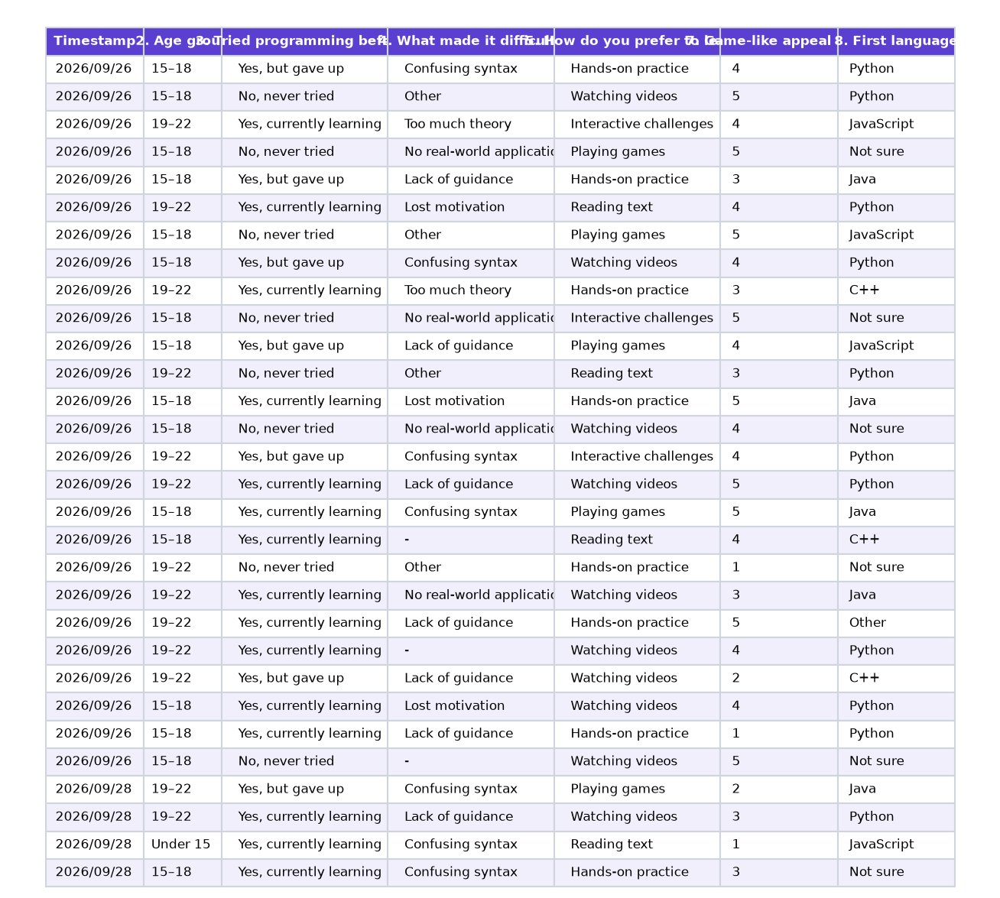 Timestamp 2. Age group 3. Tried programming before 4. What made it difficult 5. How do you prefer to 7. Game-like appeal 8. First language
2026/09/26 15–18 Yes, but gave up Confusing syntax Hands-on practice 4 Python
2026/09/26 15–18 No, never tried Other Watching videos 5 Python
2026/09/26 19–22 Yes, currently learning Too much theory Interactive challenges 4 JavaScript
2026/09/26 15–18 No, never tried No real-world applicatio Playing games 5 Not sure
2026/09/26 15–18 Yes, but gave up Lack of guidance Hands-on practice 3 Java
2026/09/26 19–22 Yes, currently learning Lost motivation Reading text 4 Python
2026/09/26 15–18 No, never tried Other Playing games 5 JavaScript
2026/09/26 15–18 Yes, but gave up Confusing syntax Watching videos 4 Python
2026/09/26 19–22 Yes, currently learning Too much theory Hands-on practice 3 C++
2026/09/26 15–18 No, never tried No real-world applicatio Interactive challenges 5 Not sure
2026/09/26 15–18 Yes, but gave up Lack of guidance Playing games 4 JavaScript
2026/09/26 19–22 No, never tried Other Reading text 3 Python
2026/09/26 15–18 Yes, currently learning Lost motivation Hands-on practice 5 Java
2026/09/26 15–18 No, never tried No real-world applicatio Watching videos 4 Not sure
2026/09/26 19–22 Yes, but gave up Confusing syntax Interactive challenges 4 Python
2026/09/26 19–22 Yes, currently learning Lack of guidance Watching videos 5 Python
2026/09/26 15–18 Yes, currently learning Confusing syntax Playing games 5 Java
2026/09/26 15–18 Yes, currently learning - Reading text 4 C++
2026/09/26 19–22 No, never tried Other Hands-on practice 1 Not sure
2026/09/26 19–22 Yes, currently learning No real-world applicatio Watching videos 3 Java
2026/09/26 19–22 Yes, currently learning Lack of guidance Hands-on practice 5 Other
2026/09/26 19–22 Yes, currently learning - Watching videos 4 Python
2026/09/26 19–22 Yes, but gave up Lack of guidance Watching videos 2 C++
2026/09/26 15–18 Yes, currently learning Lost motivation Watching videos 4 Python
2026/09/26 15–18 Yes, currently learning Lack of guidance Hands-on practice 1 Python
2026/09/26 15–18 No, never tried - Watching videos 5 Not sure
2026/09/28 19–22 Yes, but gave up Confusing syntax Playing games 2 Java
2026/09/28 19–22 Yes, currently learning Lack of guidance Watching videos 3 Python
2026/09/28 Under 15 Yes, currently learning Confusing syntax Reading text 1 JavaScript
2026/09/28 15–18 Yes, currently learning Confusing syntax Hands-on practice 3 Not sure